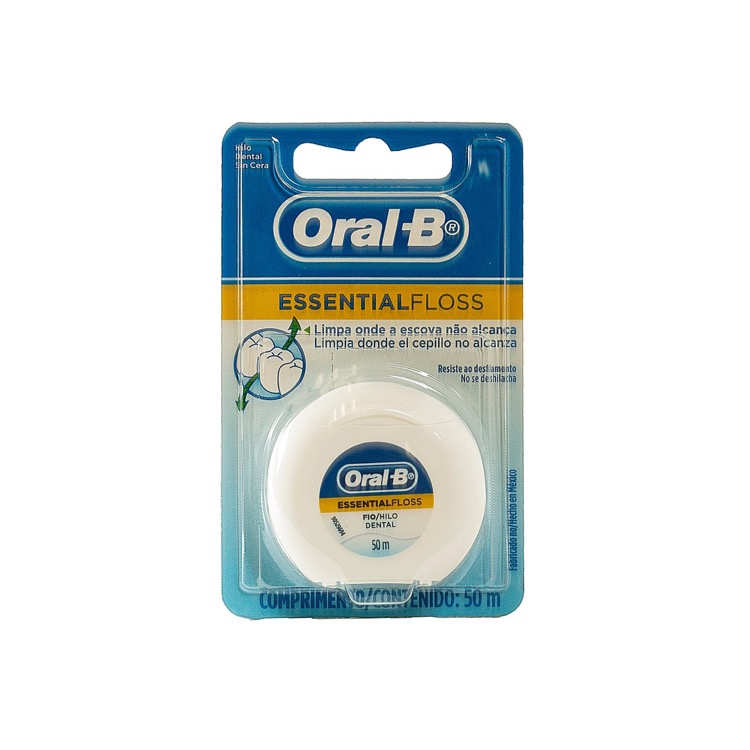 Hilo
Dental
Sin Cera
Oral-B®
ESSENTIALFLOSS
Limpa onde a escova não alcança
Limpia donde el cepillo no alcanza
Resiste ao desfiamento
No se deshilacha
Oral-B®
ESSENTIALFLOSS
FIO/HILO
DENTAL
50 m
Fabricado no/Hecho en México
COMPRIMENTO/CONTENIDO: 50 m